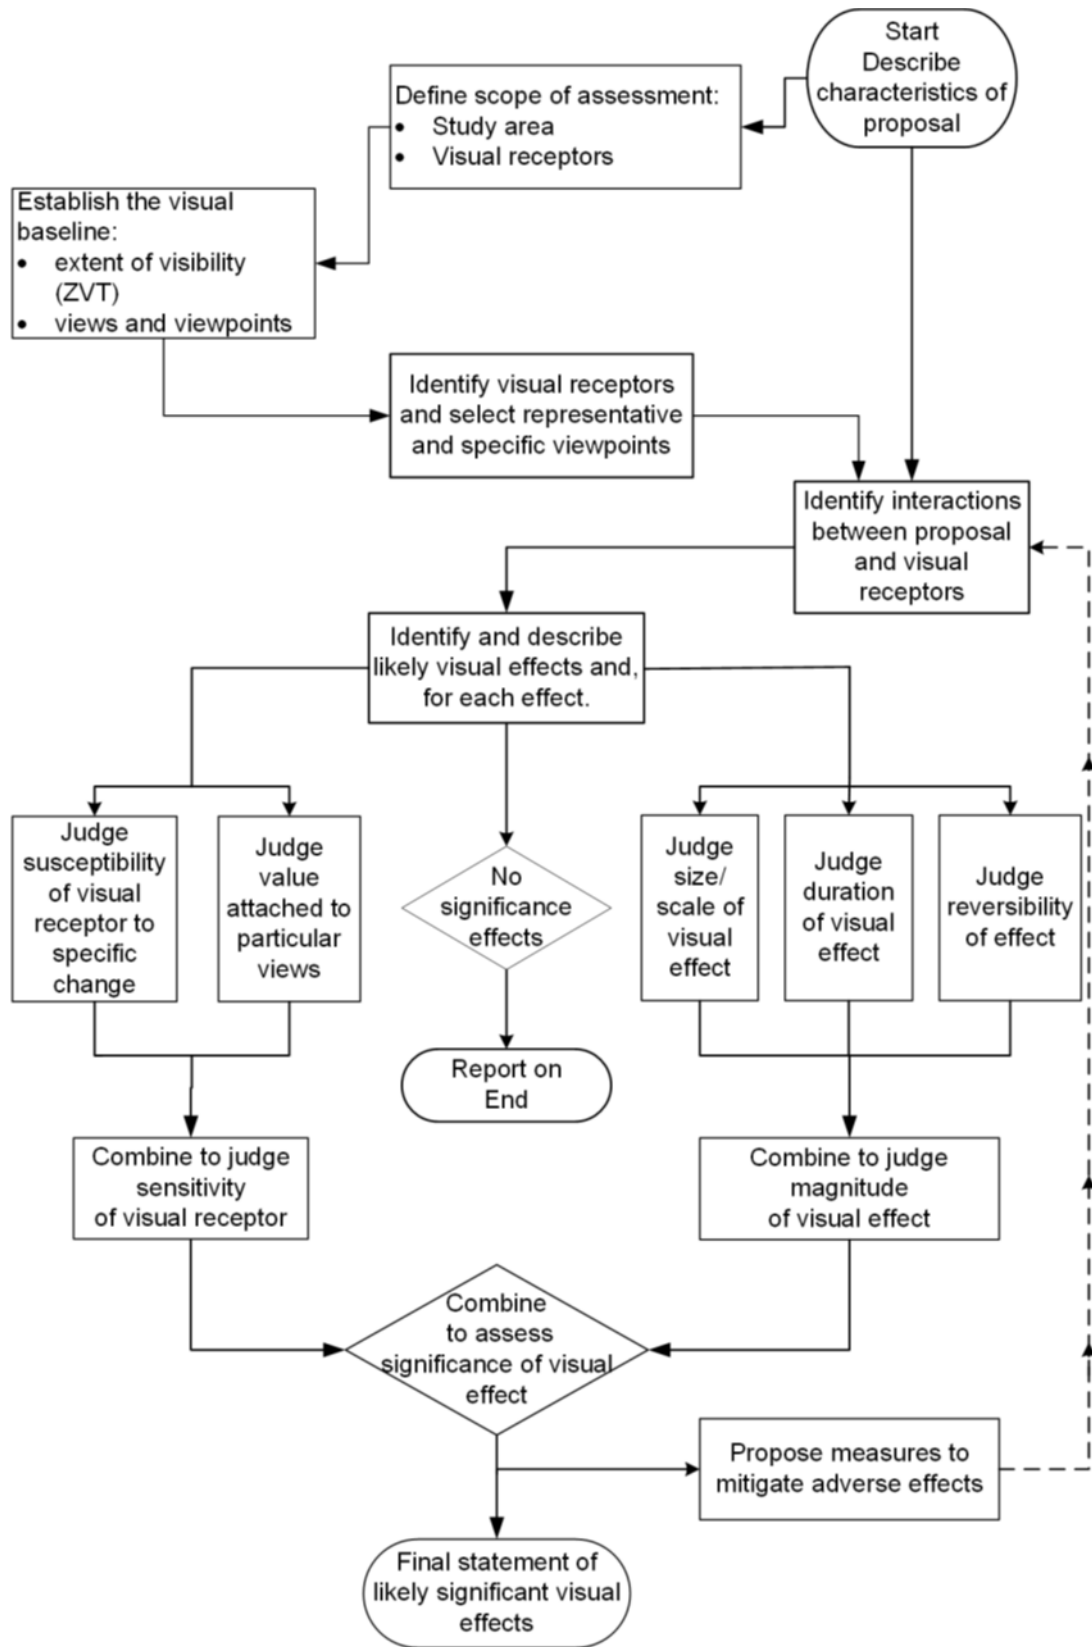 Start
Describe
characteristics of
proposal
Define scope of assessment:
• Study area
• Visual receptors
Establish the visual
baseline:
• extent of visibility
(ZVT)
• views and viewpoints
Identify visual receptors
and select representative
and specific viewpoints
Identify interactions
between proposal
and visual
receptors
Identify and describe
likely visual effects and,
for each effect.
Judge
susceptibility
of visual
receptor to
specific
change
Judge
value
attached to
particular
views
No
significance
effects
Judge
size/
scale of
visual
effect
Judge
duration
of visual
effect
Judge
reversibility
of effect
Report on
End
Combine to judge
sensitivity
of visual receptor
Combine to judge
magnitude
of visual effect
Combine
to assess
significance of visual
effect
Propose measures to
mitigate adverse effects
Final statement of
likely significant visual
effects